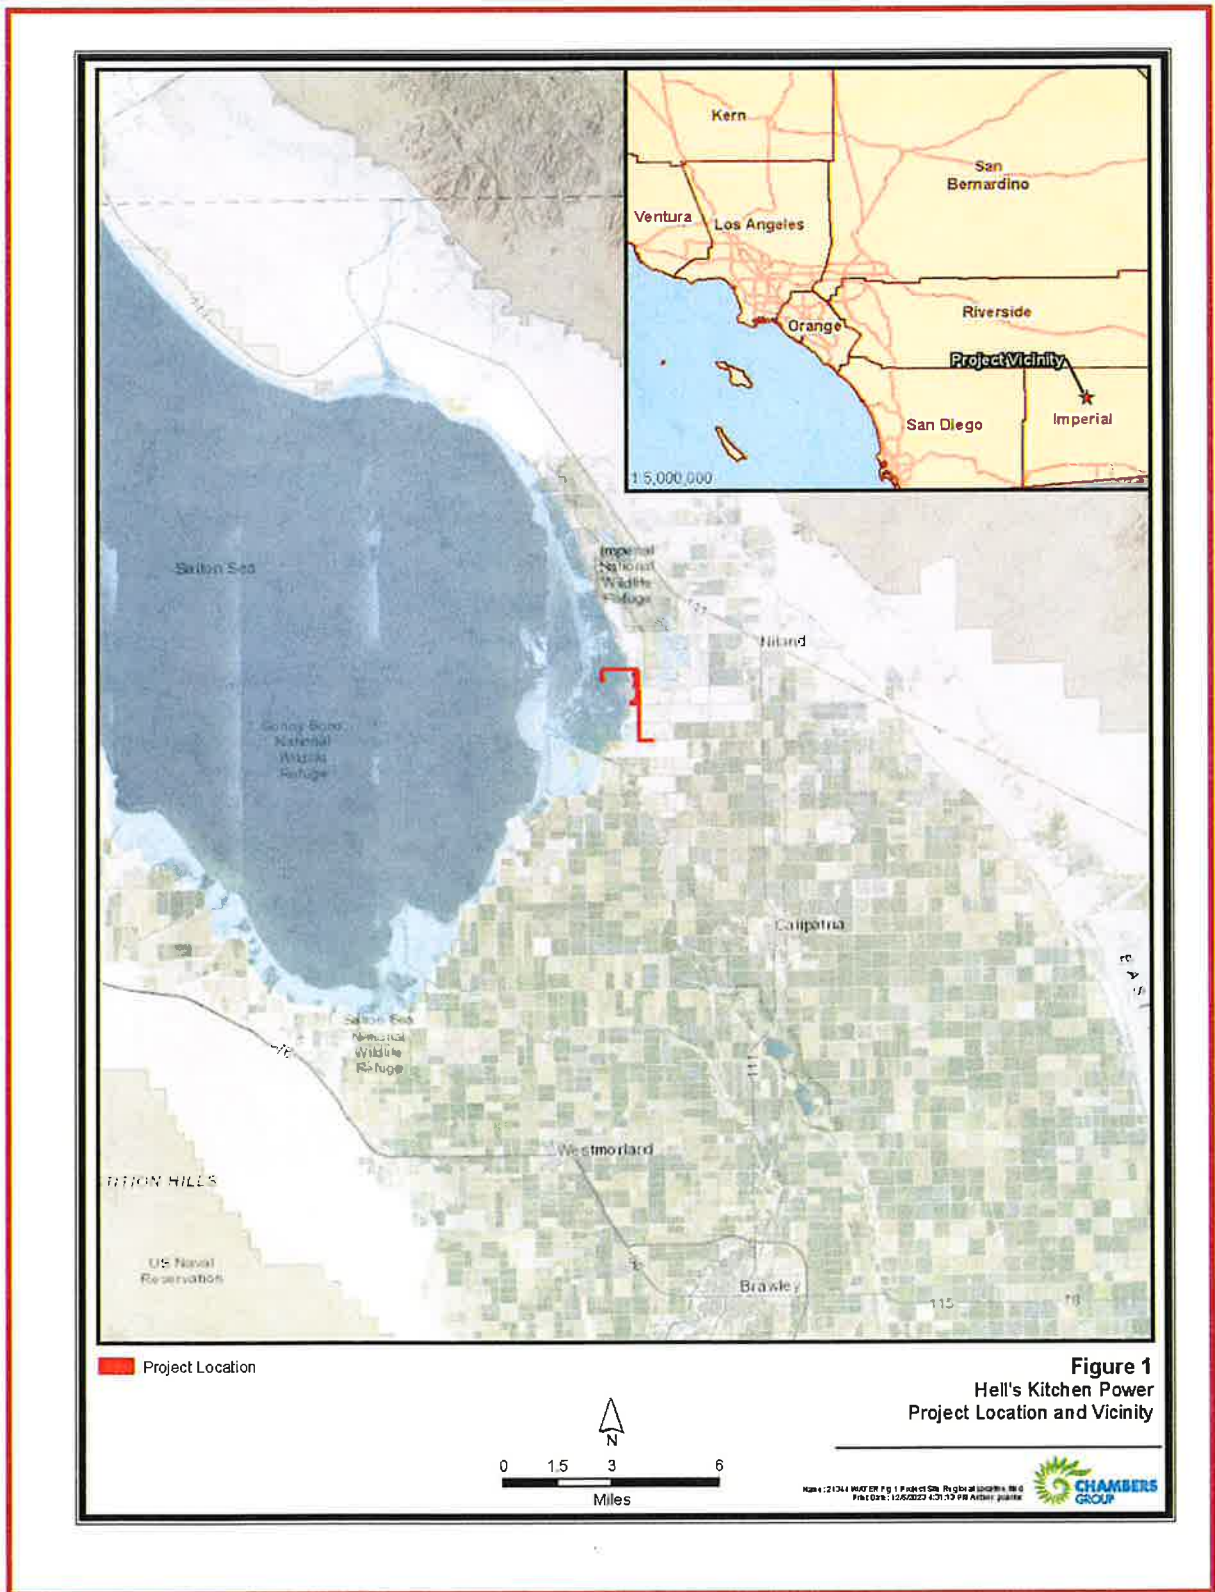 Kern
San
Bernardino
Ventura
Los Angeles
Riverside
Orange
Project Vicinity
San Diego
Imperial
1:5,000,000
Imperial
National
Wildlife
Refuge
Salton Sea
111
Niland
Sonny Bono
National
Wildlife
Refuge
Calipatria
Salton Sea
National
Wildlife
Refuge
111
Westmorland
TITION HILLS
US Naval
Reservation
Brawley
115
78
Project Location
Figure 1
Hell's Kitchen Power
Project Location and Vicinity
N
0 1.5 3 6
Miles
CHAMBERS
GROUP